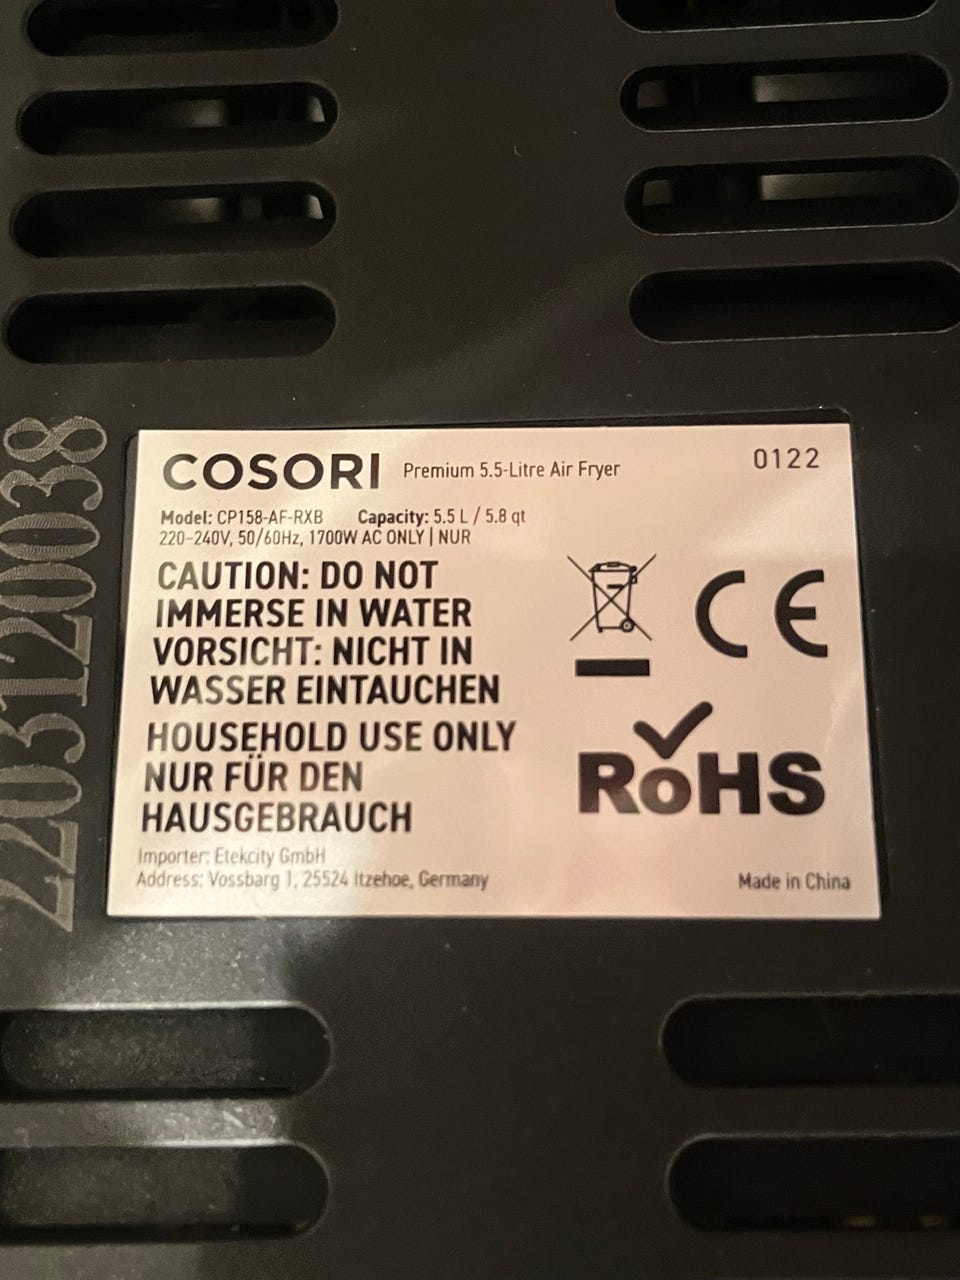 COSORI Premium 5.5-Litre Air Fryer 0122
Model: CP158-AF-RXB Capacity: 5.5 L / 5.8 qt
220-240V, 50/60Hz, 1700W AC ONLY | NUR
CAUTION: DO NOT
IMMERSE IN WATER
VORSICHT: NICHT IN
WASSER EINTAUCHEN
HOUSEHOLD USE ONLY
NUR FÜR DEN
HAUSGEBRAUCH
CE
RoHS
Importer: Etekcity GmbH
Address: Vossbarg 1, 25524 Itzehoe, Germany
Made in China
2203120038